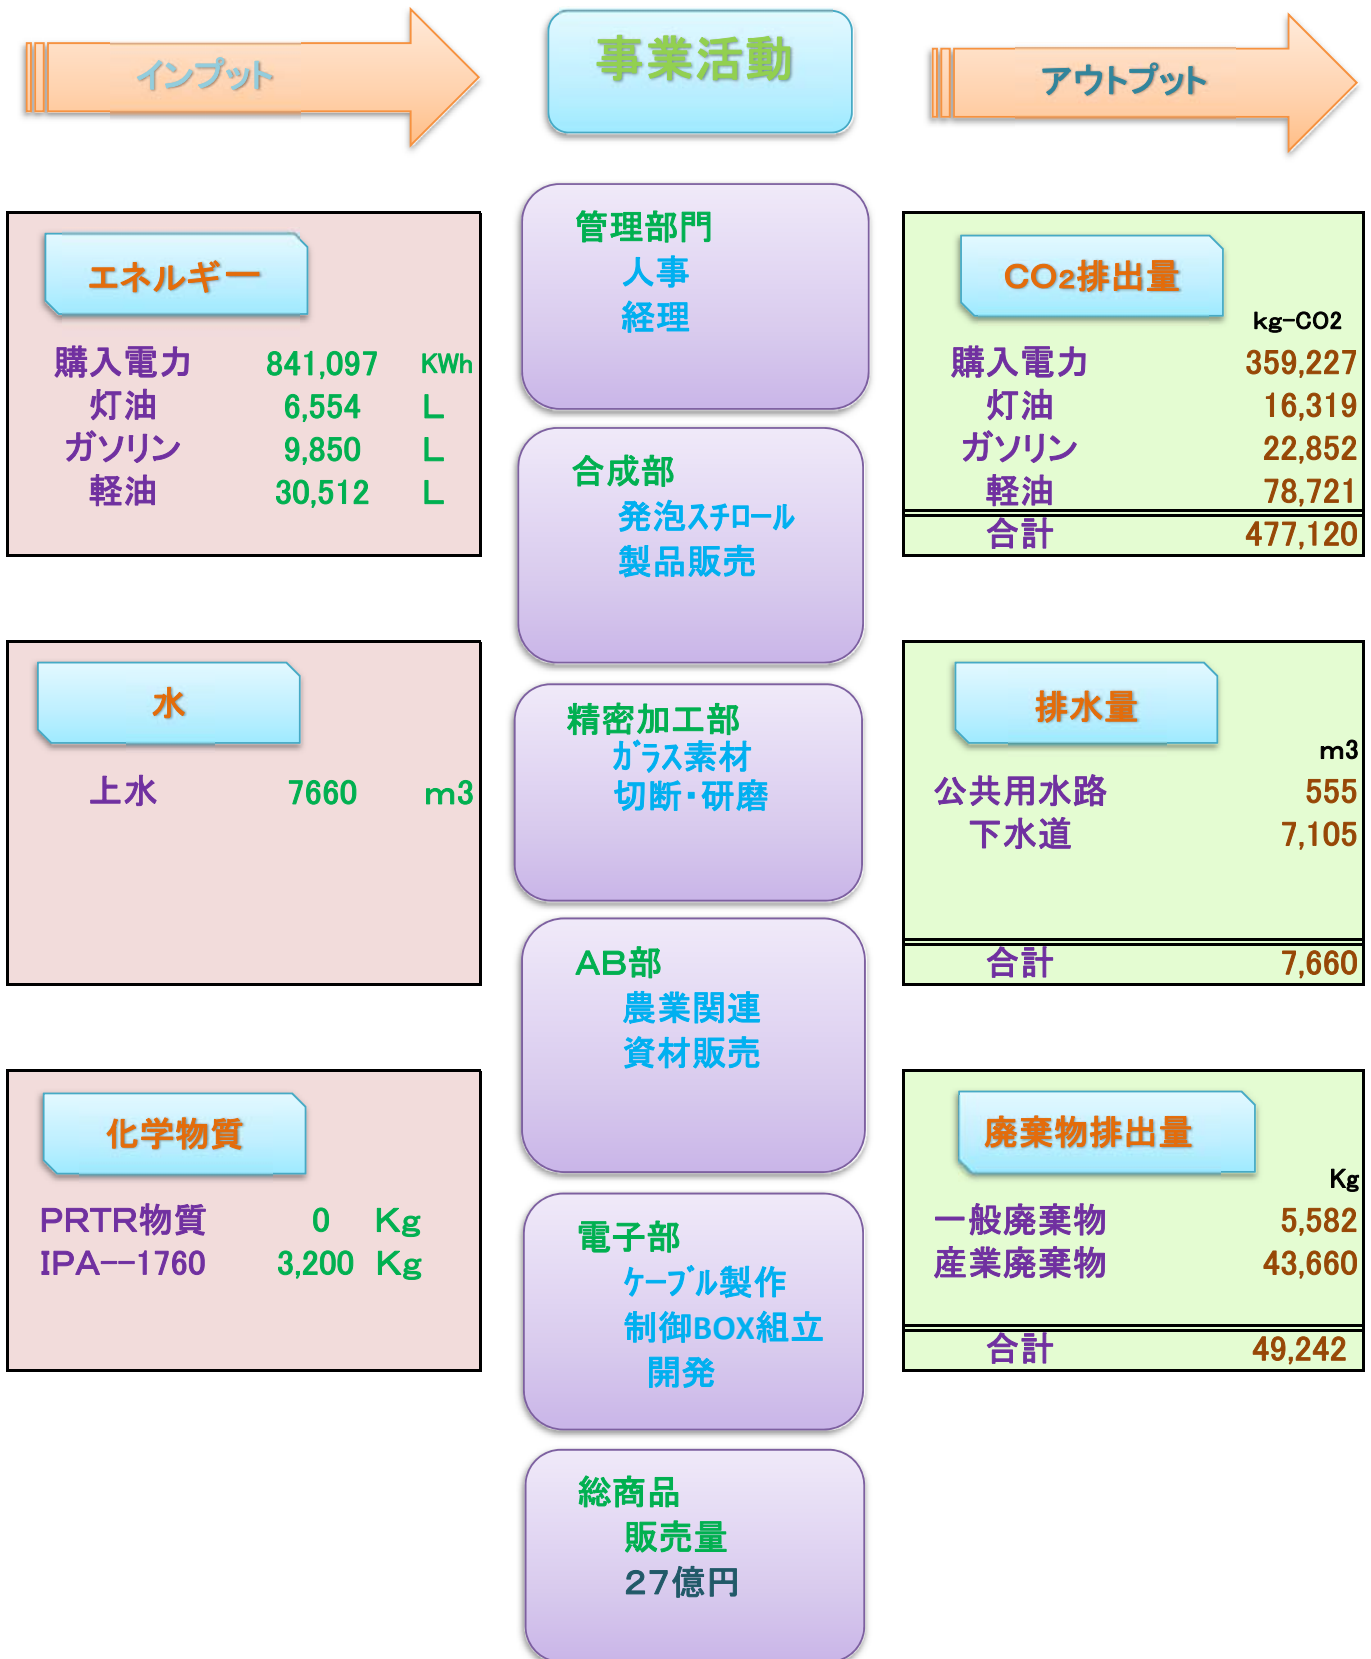 インプット
事業活動
アウトプット
エネルギー
購入電力 841,097 KWh
灯油 6,554 L
ガソリン 9,850 L
軽油 30,512 L
水
上水 7660 m3
化学物質
PRTR物質 0 Kg
IPA--1760 3,200 Kg
管理部門
人事
経理
合成部
発泡ｽﾁﾛｰﾙ
製品販売
精密加工部
ｶﾞﾗｽ素材
切断・研磨
AB部
農業関連
資材販売
電子部
ｹｰﾌﾞﾙ製作
制御BOX組立
開発
総商品
販売量
27億円
CO2排出量
kg-CO2
購入電力 359,227
灯油 16,319
ガソリン 22,852
軽油 78,721
合計 477,120
排水量
m3
公共用水路 555
下水道 7,105
合計 7,660
廃棄物排出量
Kg
一般廃棄物 5,582
産業廃棄物 43,660
合計 49,242